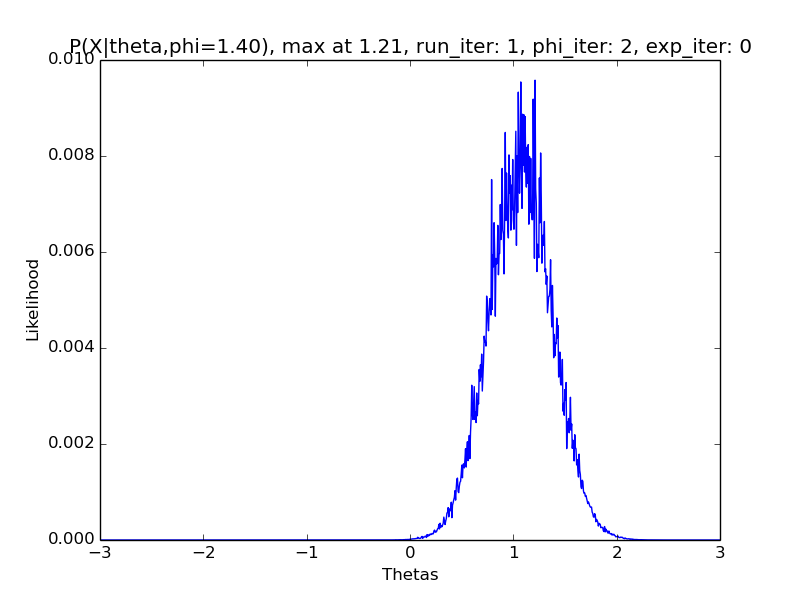 P(X|theta,phi=1.40), max at 1.21, run_iter: 1, phi_iter: 2, exp_iter: 0
0.010
0.008
0.006
0.004
0.002
0.000
Likelihood
−3 −2 −1 0 1 2 3
Thetas